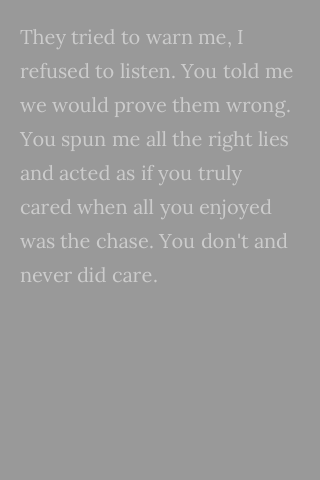 They tried to warn me, I
refused to listen. You told me
we would prove them wrong.
You spun me all the right lies
and acted as if you truly
cared when all you enjoyed
was the chase. You don't and
never did care.